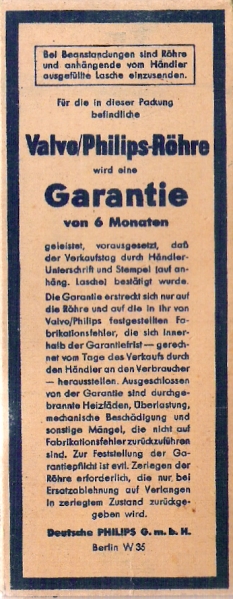 Bei Beanstandungen sind Röhre
und anhängende vom Händler
ausgefüllte Lasche einzusenden.
Für die in dieser Packung
befindliche
Valvo/Philips-Röhre
wird eine
Garantie
von 6 Monaten
geleistet, vorausgesetzt, daß
der Verkaufstag durch Händler-
Unterschrift und Stempel (auf an-
häng. Lasche) bestätigt wurde.
Die Garantie erstreckt sich nur auf
die Röhre und auf die in ihr von
Valvo/Philips festgestellten Fa-
brikationsfehler, die sich inner-
halb der Garantiefrist — gerech-
net vom Tage des Verkaufs durch
den Händler an den Verbraucher
— herausstellen. Ausgeschlossen
von der Garantie sind durchge-
brannte Heizfäden, Überlastung,
mechanische Beschädigung und
sonstige Mängel, die nicht auf
Fabrikationsfehler zurückzuführen
sind. Zur Feststellung der Ga-
rantiepflicht ist evtl. Zerlegen der
Röhre erforderlich, die nur bei
Ersatzablehnung auf Verlangen
in zerlegtem Zustand zurückge-
geben wird.
Deutsche PHILIPS G.m.b.H.
Berlin W 35